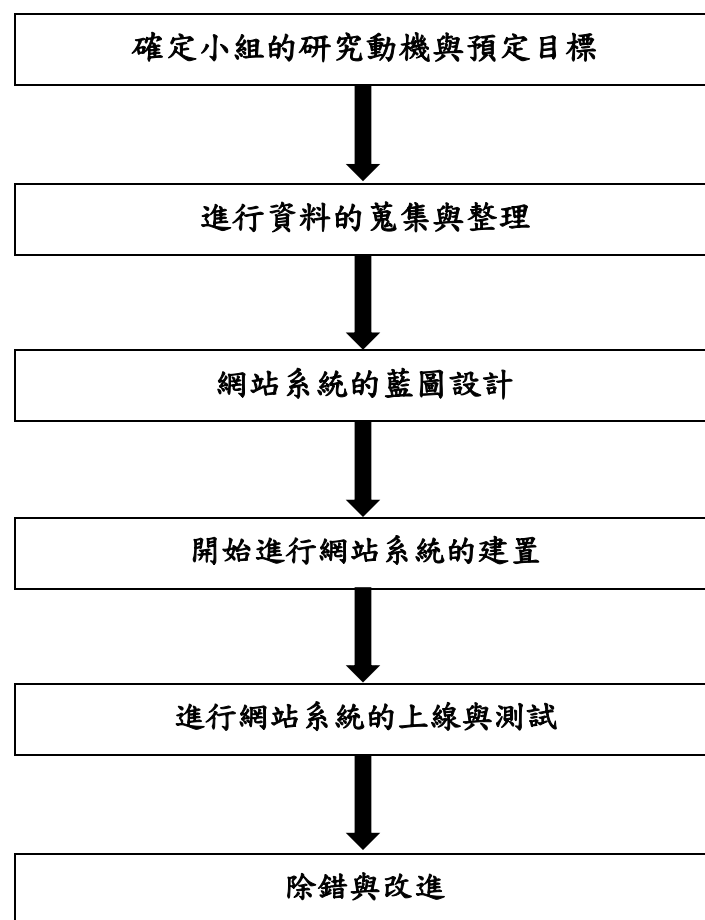 確定小組的研究動機與預定目標
進行資料的蒐集與整理
網站系統的藍圖設計
開始進行網站系統的建置
進行網站系統的上線與測試
除錯與改進